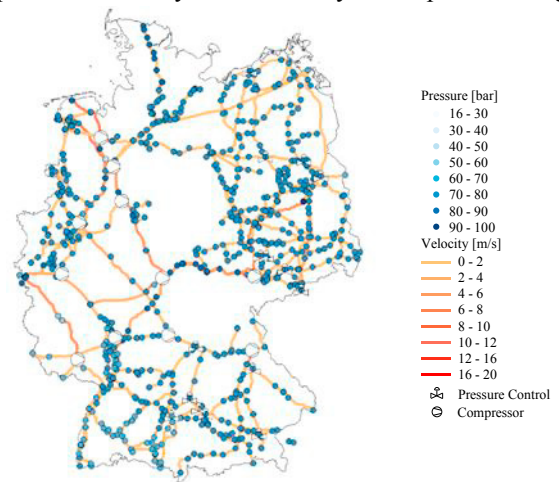 Pressure [bar]
16 - 30
30 - 40
40 - 50
50 - 60
60 - 70
70 - 80
80 - 90
90 - 100
Velocity [m/s]
0 - 2
2 - 4
4 - 6
6 - 8
8 - 10
10 - 12
12 - 16
16 - 20
Pressure Control
Compressor